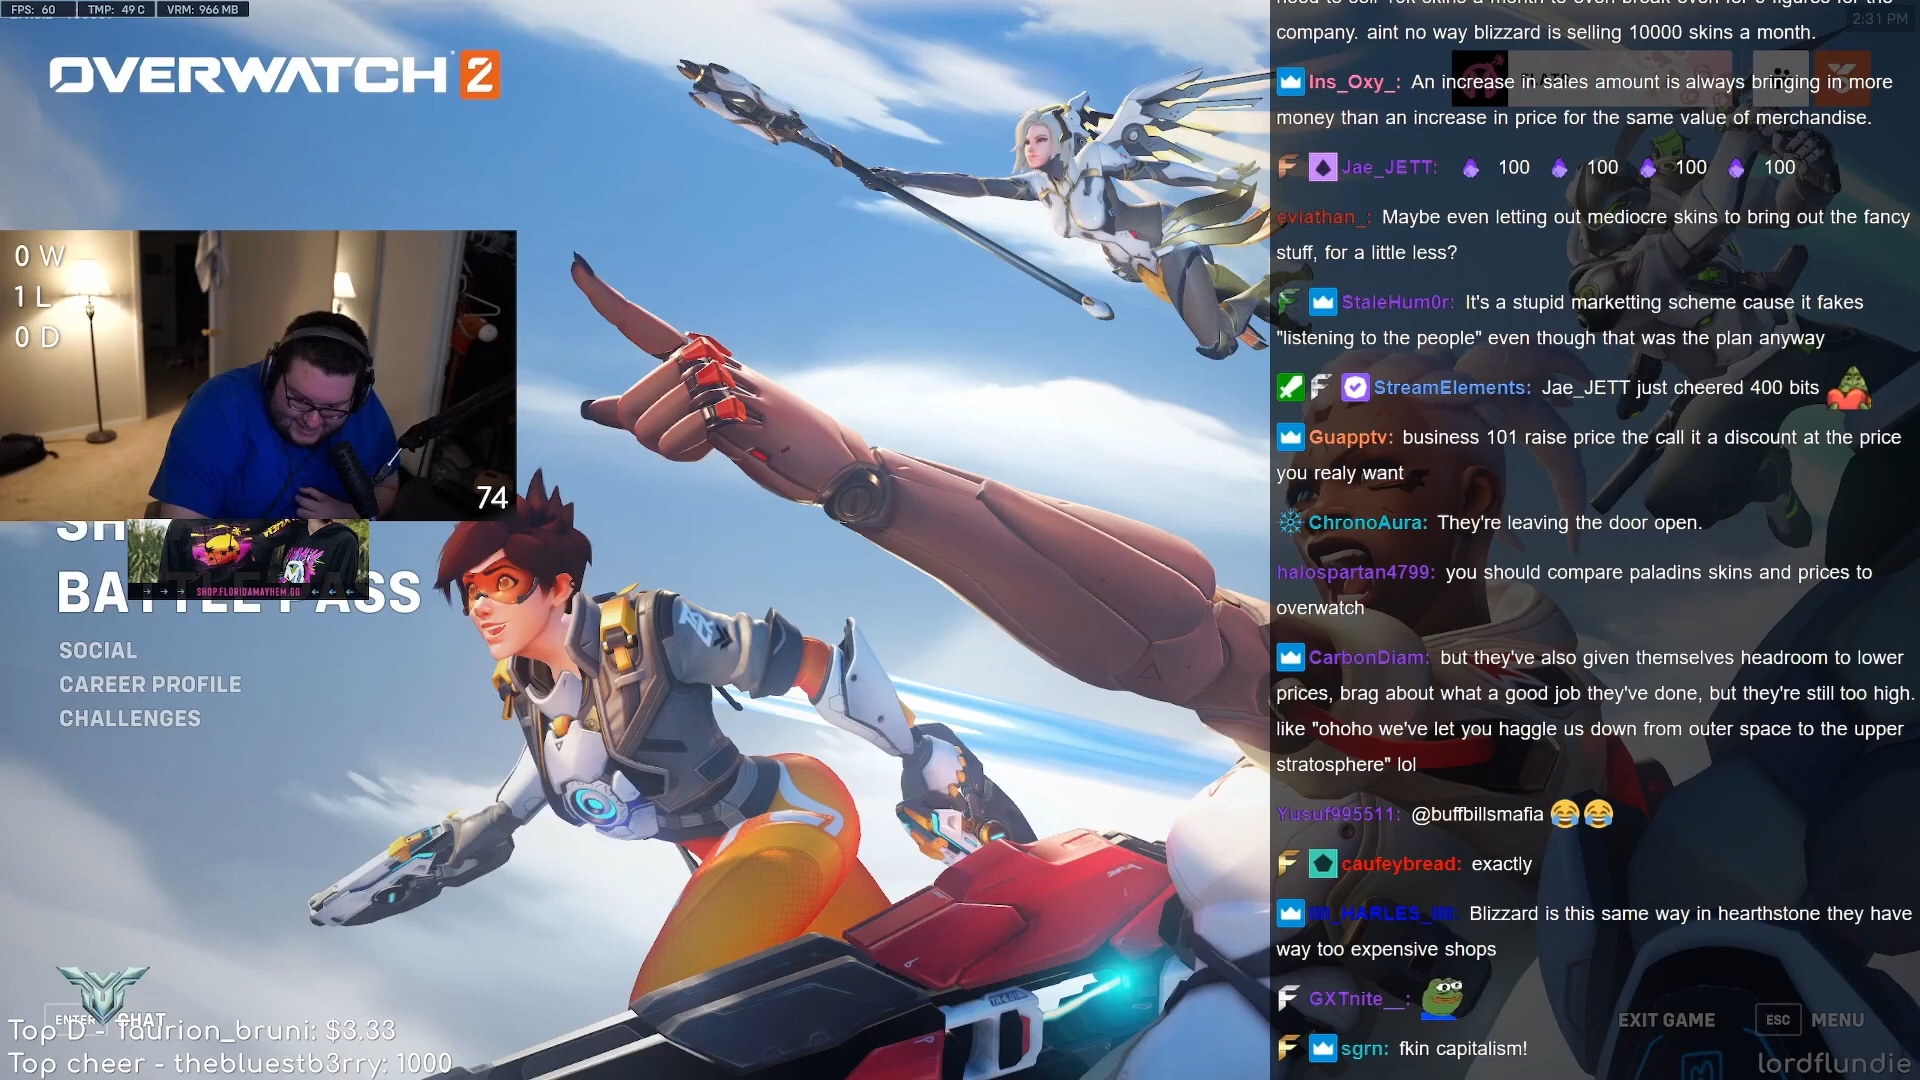 FPS: 60 TMP: 49 C VRM: 966 MB
OVERWATCH 2
0 W
1 L
0 D
74
BATTLE PASS
SHOP.FLORIDAMAYHEM.GG
SOCIAL
CAREER PROFILE
CHALLENGES
ENTER CHAT
Top D - Taurion_bruni: $3.33
Top cheer - thebluestb3rry: 1000
2:31 PM
company. aint no way blizzard is selling 10000 skins a month.
Ins_Oxy_: An increase in sales amount is always bringing in more
money than an increase in price for the same value of merchandise.
Jae_JETT: 100 100 100 100
eviathan_: Maybe even letting out mediocre skins to bring out the fancy
stuff, for a little less?
StaleHum0r: It's a stupid marketting scheme cause it fakes
"listening to the people" even though that was the plan anyway
StreamElements: Jae_JETT just cheered 400 bits
Guapptv: business 101 raise price the call it a discount at the price
you realy want
ChronoAura: They're leaving the door open.
halospartan4799: you should compare paladins skins and prices to
overwatch
CarbonDiam: but they've also given themselves headroom to lower
prices, brag about what a good job they've done, but they're still too high.
like "ohoho we've let you haggle us down from outer space to the upper
stratosphere" lol
Yusuf995511: @buffbillsmafia 😂😂
caufeybread: exactly
Blizzard is this same way in hearthstone they have
way too expensive shops
GXTnite__:
sgrn: fkin capitalism!
EXIT GAME ESC MENU
lordflundie